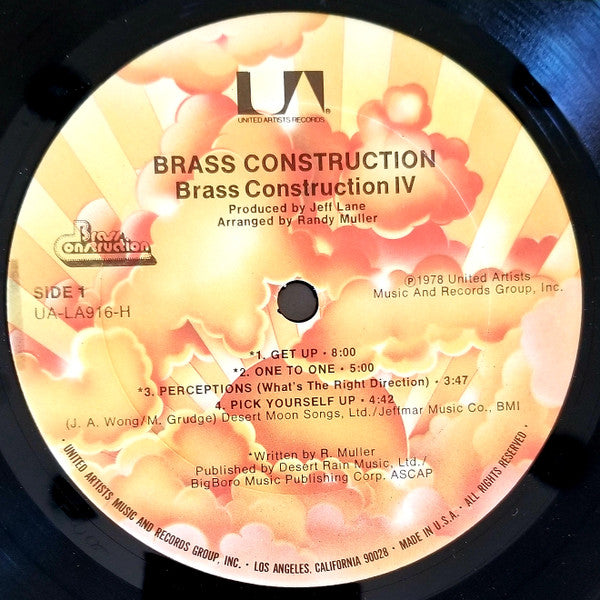 UA®
UNITED ARTISTS RECORDS
BRASS CONSTRUCTION
Brass Construction IV
Produced by Jeff Lane
Arranged by Randy Muller
Brass
Construction
SIDE 1
UA-LA916-H
℗1978 United Artists
Music And Records Group, Inc.
*1. GET UP • 8:00
*2. ONE TO ONE • 5:00
*3. PERCEPTIONS (What's The Right Direction) • 3:47
4. PICK YOURSELF UP • 4:42
(J. A. Wong/M. Grudge) Desert Moon Songs, Ltd./Jeffmar Music Co., BMI
*Written by R. Muller
Published by Desert Rain Music, Ltd./
BigBoro Music Publishing Corp. ASCAP
• UNITED ARTISTS MUSIC AND RECORDS GROUP, INC. • LOS ANGELES, CALIFORNIA 90028 • MADE IN U.S.A. • ALL RIGHTS RESERVED •